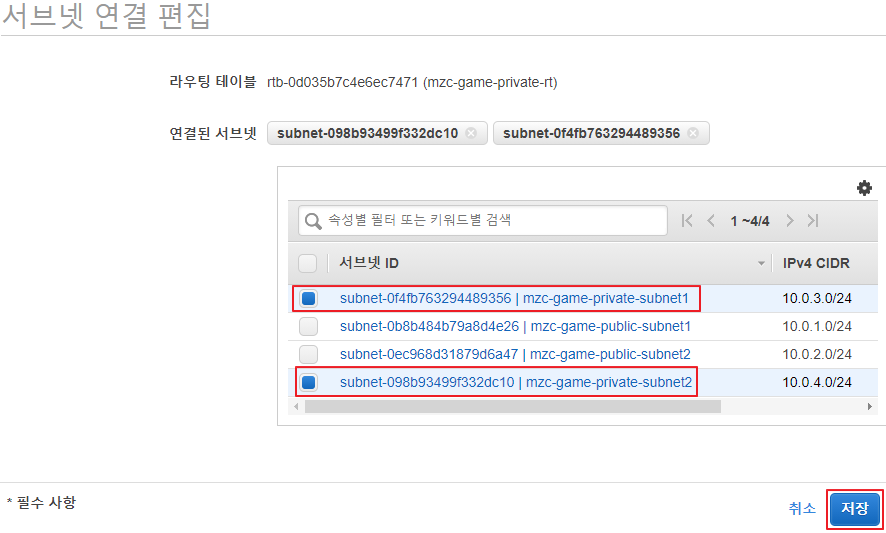 서브넷 연결 편집
라우팅 테이블 rtb-0d035b7c4e6ec7471 (mzc-game-private-rt)
연결된 서브넷 subnet-098b93499f332dc10 subnet-0f4fb763294489356
속성별 필터 또는 키워드별 검색 1 ~4/4
서브넷 ID IPv4 CIDR
subnet-0f4fb763294489356 | mzc-game-private-subnet1 10.0.3.0/24
subnet-0b8b484b79a8d4e26 | mzc-game-public-subnet1 10.0.1.0/24
subnet-0ec968d31879d6a47 | mzc-game-public-subnet2 10.0.2.0/24
subnet-098b93499f332dc10 | mzc-game-private-subnet2 10.0.4.0/24
* 필수 사항 취소 저장